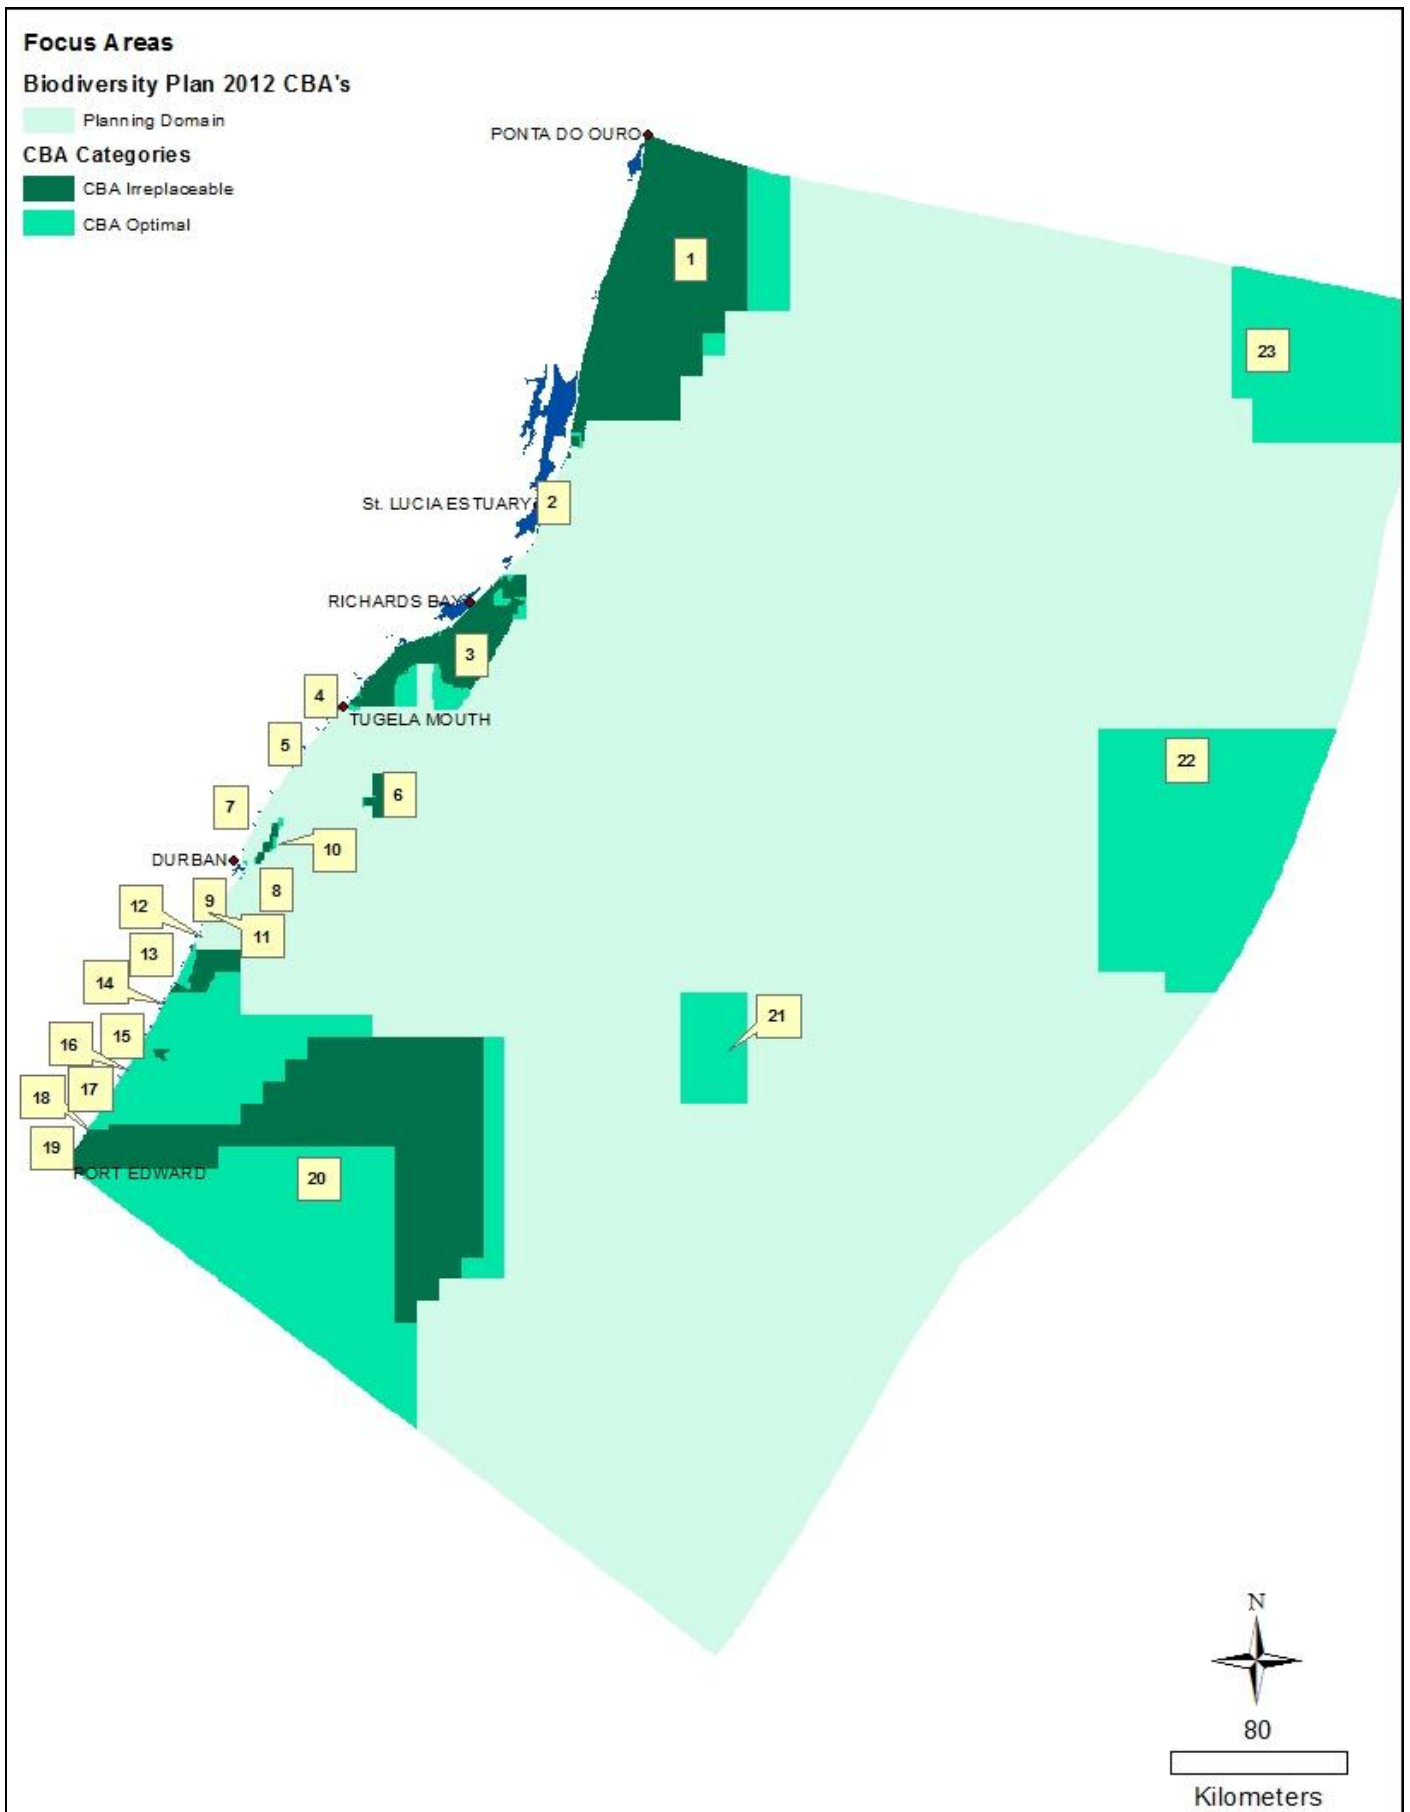 Focus Areas
Biodiversity Plan 2012 CBA's
Planning Domain
CBA Categories
CBA Irreplaceable
CBA Optimal
PONTA DO OURO
1
23
St. LUCIA ESTUARY
2
RICHARDS BAY
3
4
TUGELA MOUTH
5
22
6
7
10
DURBAN
8
9
12
11
13
14
21
15
16
17
18
19
PORT EDWARD
20
N
80
Kilometers